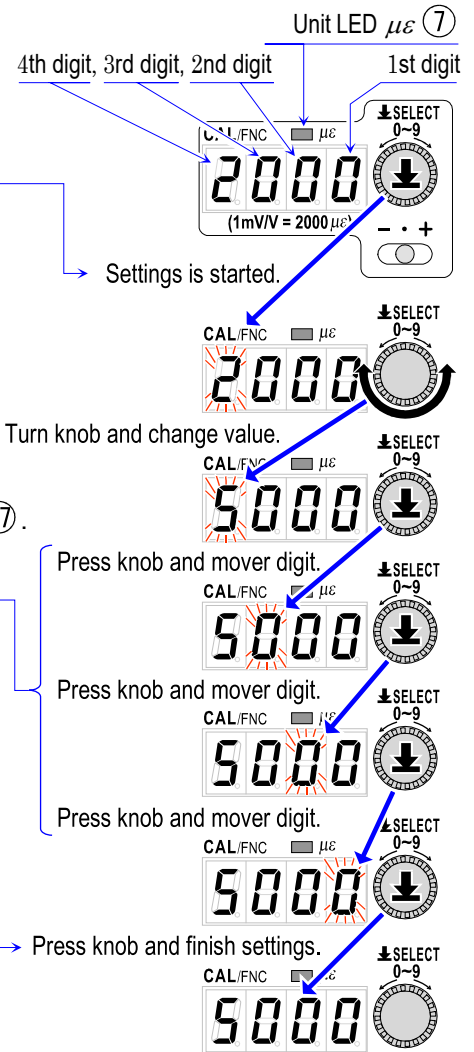 Unit LED με ⑦
4th digit, 3rd digit, 2nd digit 1st digit
SELECT
CAL/FNC με 0~9
2000
(1mV/V = 2000με)
− · +
Settings is started.
SELECT
CAL/FNC με 0~9
2000
Turn knob and change value.
SELECT
CAL/FNC με 0~9
5000
⑦.
Press knob and mover digit.
SELECT
CAL/FNC με 0~9
5000
Press knob and mover digit.
SELECT
CAL/FNC με 0~9
5000
Press knob and mover digit.
SELECT
CAL/FNC με 0~9
5000
Press knob and finish settings.
SELECT
CAL/FNC με 0~9
5000